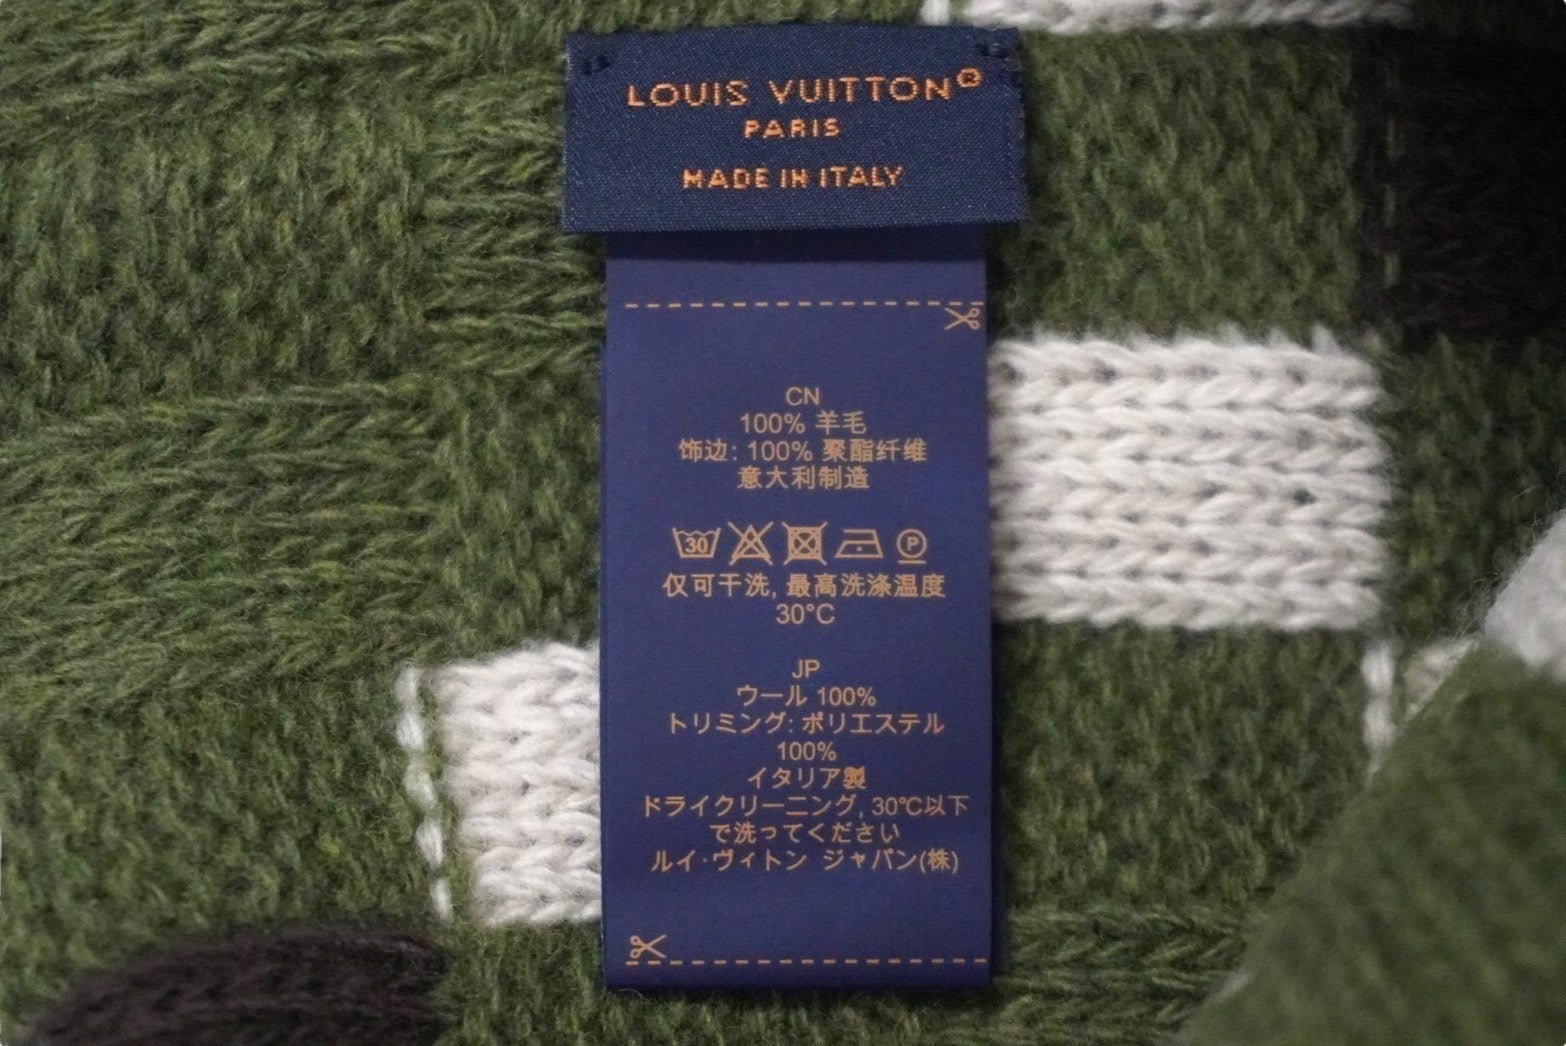 LOUIS VUITTON®
PARIS
MADE IN ITALY
CN
100% 羊毛
饰边: 100% 聚酯纤维
意大利制造
30 P
仅可干洗, 最高洗涤温度
30°C
JP
ウール 100%
トリミング: ポリエステル
100%
イタリア製
ドライクリーニング, 30°C以下
で洗ってください
ルイ·ヴィトン ジャパン(株)